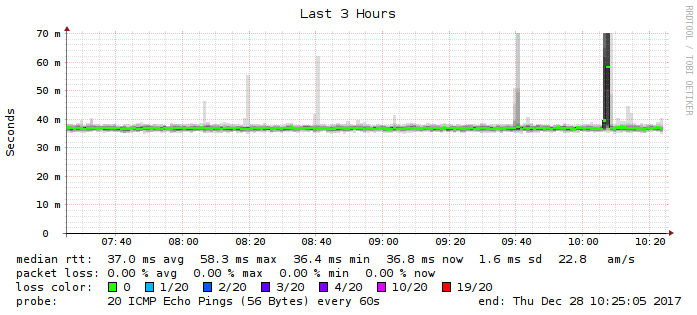 Last 3 Hours
RRDTOOL / TOBI OETIKER
Seconds
70 m
60 m
50 m
40 m
30 m
20 m
10 m
0
07:40 08:00 08:20 08:40 09:00 09:20 09:40 10:00 10:20
median rtt: 37.0 ms avg 58.3 ms max 36.4 ms min 36.8 ms now 1.6 ms sd 22.8 am/s
packet loss: 0.00 % avg 0.00 % max 0.00 % min 0.00 % now
loss color: 0 1/20 2/20 3/20 4/20 10/20 19/20
probe: 20 ICMP Echo Pings (56 Bytes) every 60s end: Thu Dec 28 10:25:05 2017